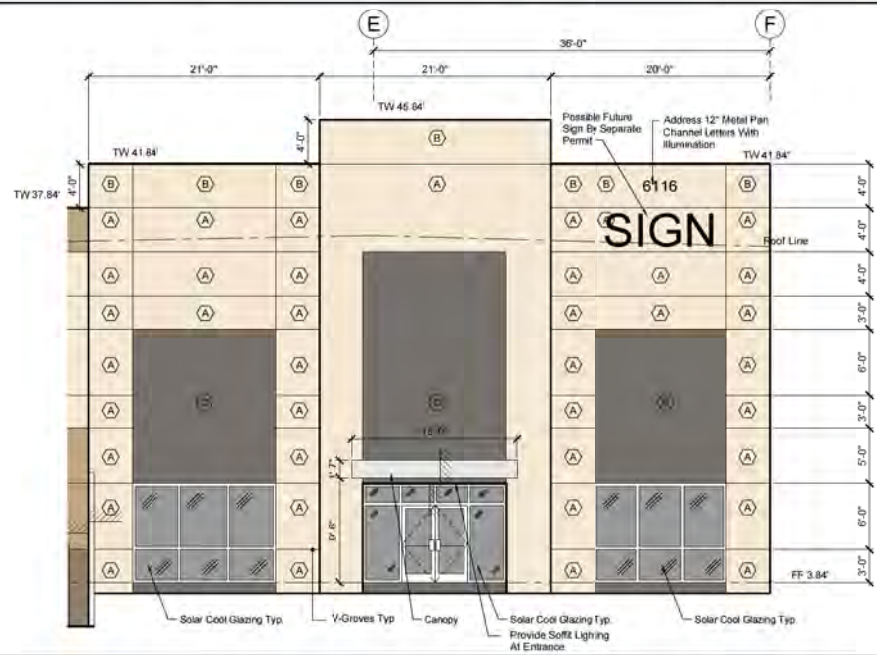 E
F
36'-0"
21'-0"
21'-0"
20'-0"
TW 45.84'
Possible Future
Sign By Separate
Permit
Address 12" Metal Pan
Channel Letters With
Illumination
4'-0"
B
TW 41.84'
TW 41.84'
TW 37.84'
4'-0"
B
B
B
A
B
B
6116
B
4'-0"
A
A
A
A
A
SIGN
A
4'-0"
Roof Line
A
A
A
A
A
A
4'-0"
A
A
A
A
A
A
3'-0"
A
A
A
A
6'-0"
A
A
A
A
3'-0"
A
A
A
A
5'-0"
A
A
A
A
6'-0"
A
A
A
A
FF 3.84'
3'-0"
Solar Cool Glazing Typ.
V-Groves Typ
Canopy
Solar Cool Glazing Typ.
Solar Cool Glazing Typ.
Provide Soffit Lighting
At Entrance